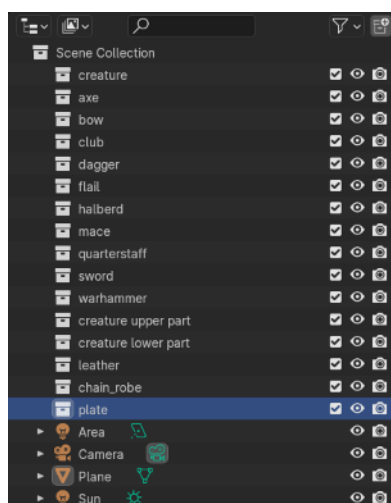 Scene Collection
creature
axe
bow
club
dagger
flail
halberd
mace
quarterstaff
sword
warhammer
creature upper part
creature lower part
leather
chain_robe
plate
Area
Camera
Plane
Sun